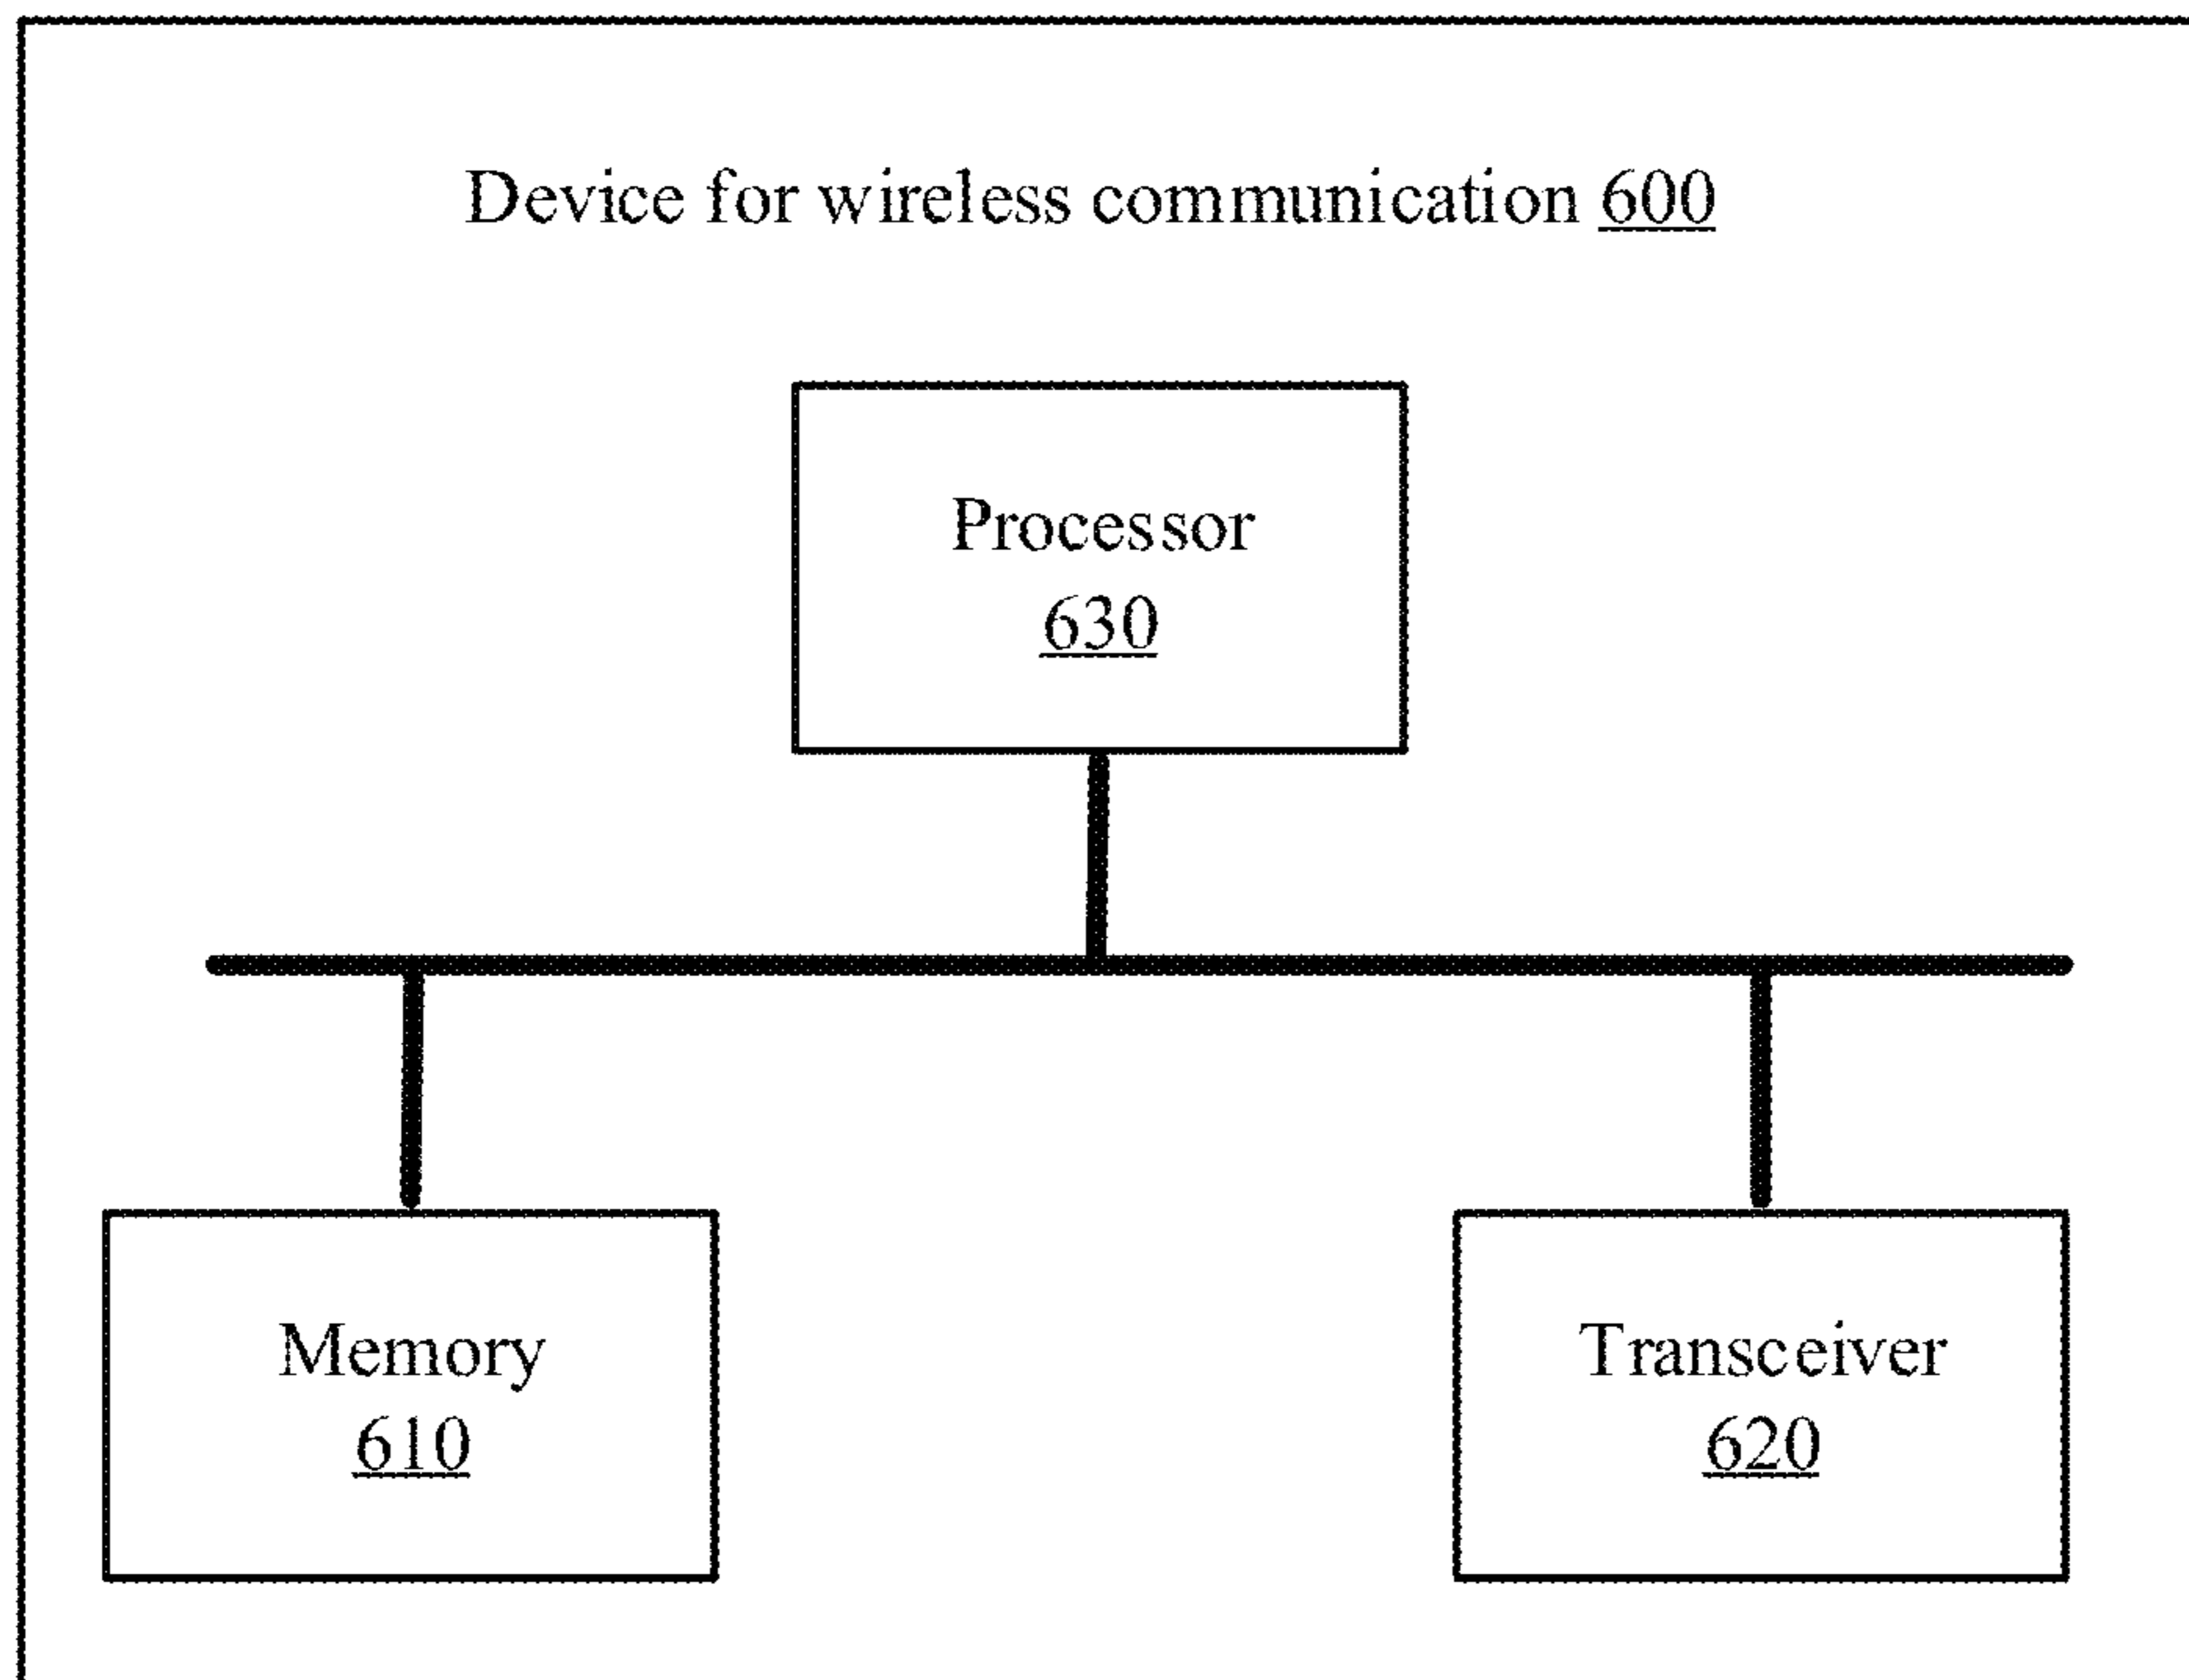 Device for wireless communication 600
Processor
630
Memory
610
Transceiver
620